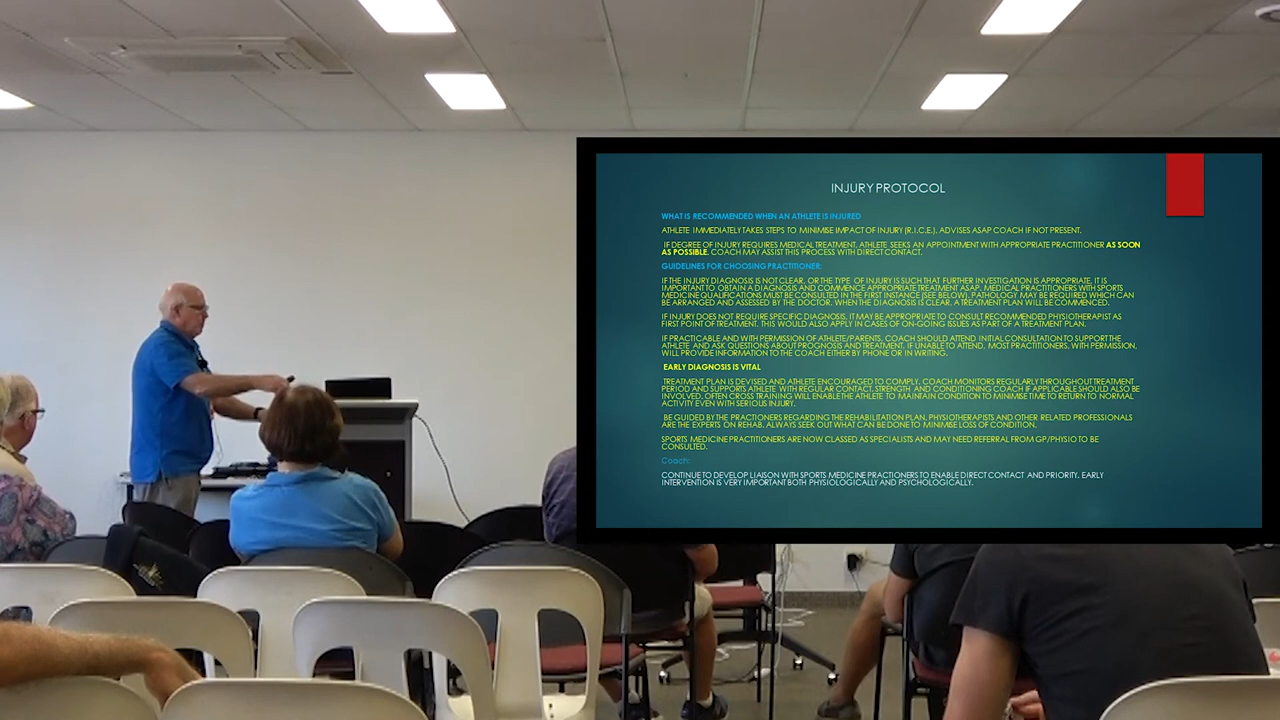 INJURY PROTOCOL
WHAT IS RECOMMENDED WHEN AN ATHLETE IS INJURED
ATHLETE IMMEDIATELY TAKES STEPS TO MINIMISE IMPACT OF INJURY (R.I.C.E.). ADVISES ASAP COACH IF NOT PRESENT.
IF DEGREE OF INJURY REQUIRES MEDICAL TREATMENT, ATHLETE SEEKS AN APPOINTMENT WITH APPROPRIATE PRACTITIONER AS SOON
AS POSSIBLE. COACH MAY ASSIST THIS PROCESS WITH DIRECT CONTACT.
GUIDELINES FOR CHOOSING PRACTITIONER:
IF THE INJURY DIAGNOSIS IS NOT CLEAR, OR THE TYPE OF INJURY IS SUCH THAT FURTHER INVESTIGATION IS APPROPRIATE, IT IS
IMPORTANT TO OBTAIN A DIAGNOSIS AND COMMENCE APPROPRIATE TREATMENT ASAP. MEDICAL PRACTITIONERS WITH SPORTS
MEDICINE QUALIFICATIONS MUST BE CONSULTED IN THE FIRST INSTANCE (SEE BELOW). PATHOLOGY MAY BE REQUIRED WHICH CAN
BE ARRANGED AND ASSESSED BY THE DOCTOR. WHEN THE DIAGNOSIS IS CLEAR, A TREATMENT PLAN WILL BE COMMENCED.
IF INJURY DOES NOT REQUIRE SPECIFIC DIAGNOSIS, IT MAY BE APPROPRIATE TO CONSULT RECOMMENDED PHYSIOTHERAPIST AS
FIRST POINT OF TREATMENT. THIS WOULD ALSO APPLY IN CASES OF ON-GOING ISSUES AS PART OF A TREATMENT PLAN.
IF PRACTICABLE AND WITH PERMISSION OF ATHLETE/PARENTS, COACH SHOULD ATTEND INITIAL CONSULTATION TO SUPPORT THE
ATHLETE AND ASK QUESTIONS ABOUT PROGNOSIS AND TREATMENT. IF UNABLE TO ATTEND, MOST PRACTITIONERS, WITH PERMISSION,
WILL PROVIDE INFORMATION TO THE COACH EITHER BY PHONE OR IN WRITING.
EARLY DIAGNOSIS IS VITAL
TREATMENT PLAN IS DEVISED AND ATHLETE ENCOURAGED TO COMPLY. COACH MONITORS REGULARLY THROUGHOUT TREATMENT
PERIOD AND SUPPORTS ATHLETE WITH REGULAR CONTACT. STRENGTH AND CONDITIONING COACH IF APPLICABLE SHOULD ALSO BE
INVOLVED. OFTEN CROSS TRAINING WILL ENABLE THE ATHLETE TO MAINTAIN CONDITION TO MINIMISE TIME TO RETURN TO NORMAL
ACTIVITY EVEN WITH SERIOUS INJURY.
BE GUIDED BY THE PRACTIONERS REGARDING THE REHABILITATION PLAN. PHYSIOTHERAPISTS AND OTHER RELATED PROFESSIONALS
ARE THE EXPERTS ON REHAB. ALWAYS SEEK OUT WHAT CAN BE DONE TO MINIMISE LOSS OF CONDITION.
SPORTS MEDICINE PRACTITIONERS ARE NOW CLASSED AS SPECIALISTS AND MAY NEED REFERRAL FROM GP/PHYSIO TO BE
CONSULTED.
Coach:
CONTINUE TO DEVELOP LIAISON WITH SPORTS MEDICINE PRACTIONERS TO ENABLE DIRECT CONTACT AND PRIORITY. EARLY
INTERVENTION IS VERY IMPORTANT BOTH PHYSIOLOGICALLY AND PSYCHOLOGICALLY.